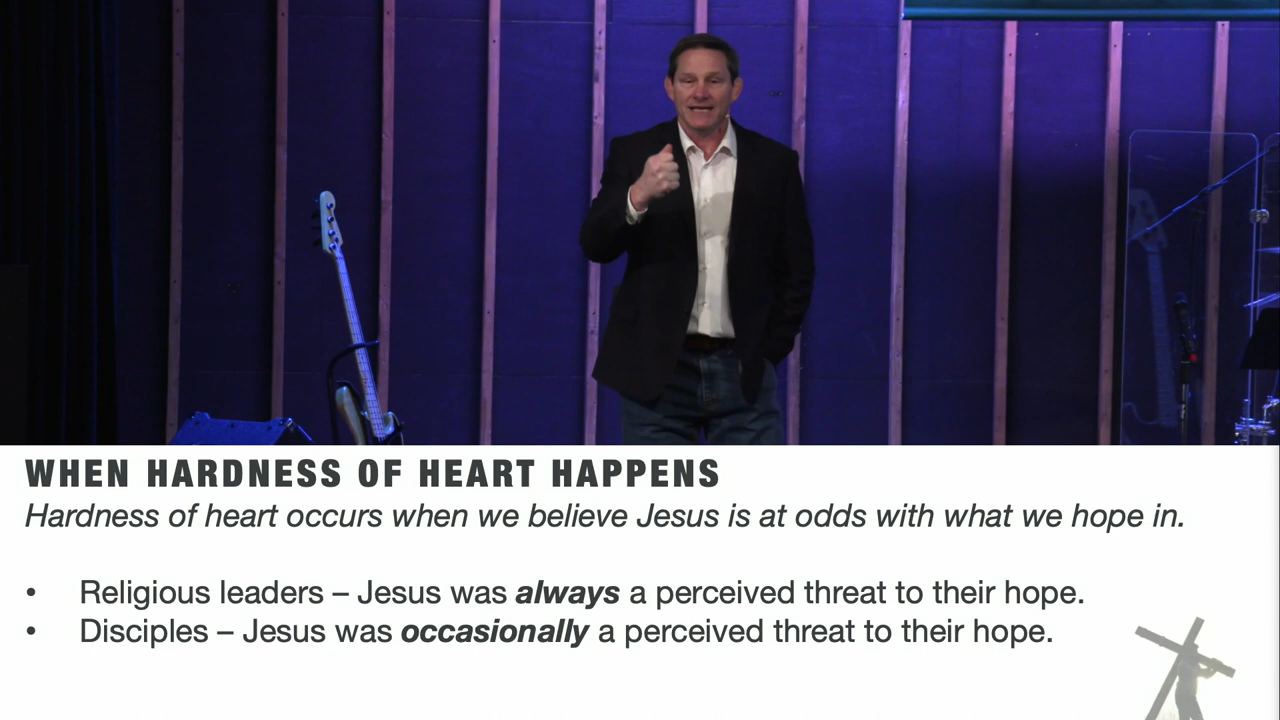 WHEN HARDNESS OF HEART HAPPENS
Hardness of heart occurs when we believe Jesus is at odds with what we hope in.
• Religious leaders – Jesus was always a perceived threat to their hope.
• Disciples – Jesus was occasionally a perceived threat to their hope.